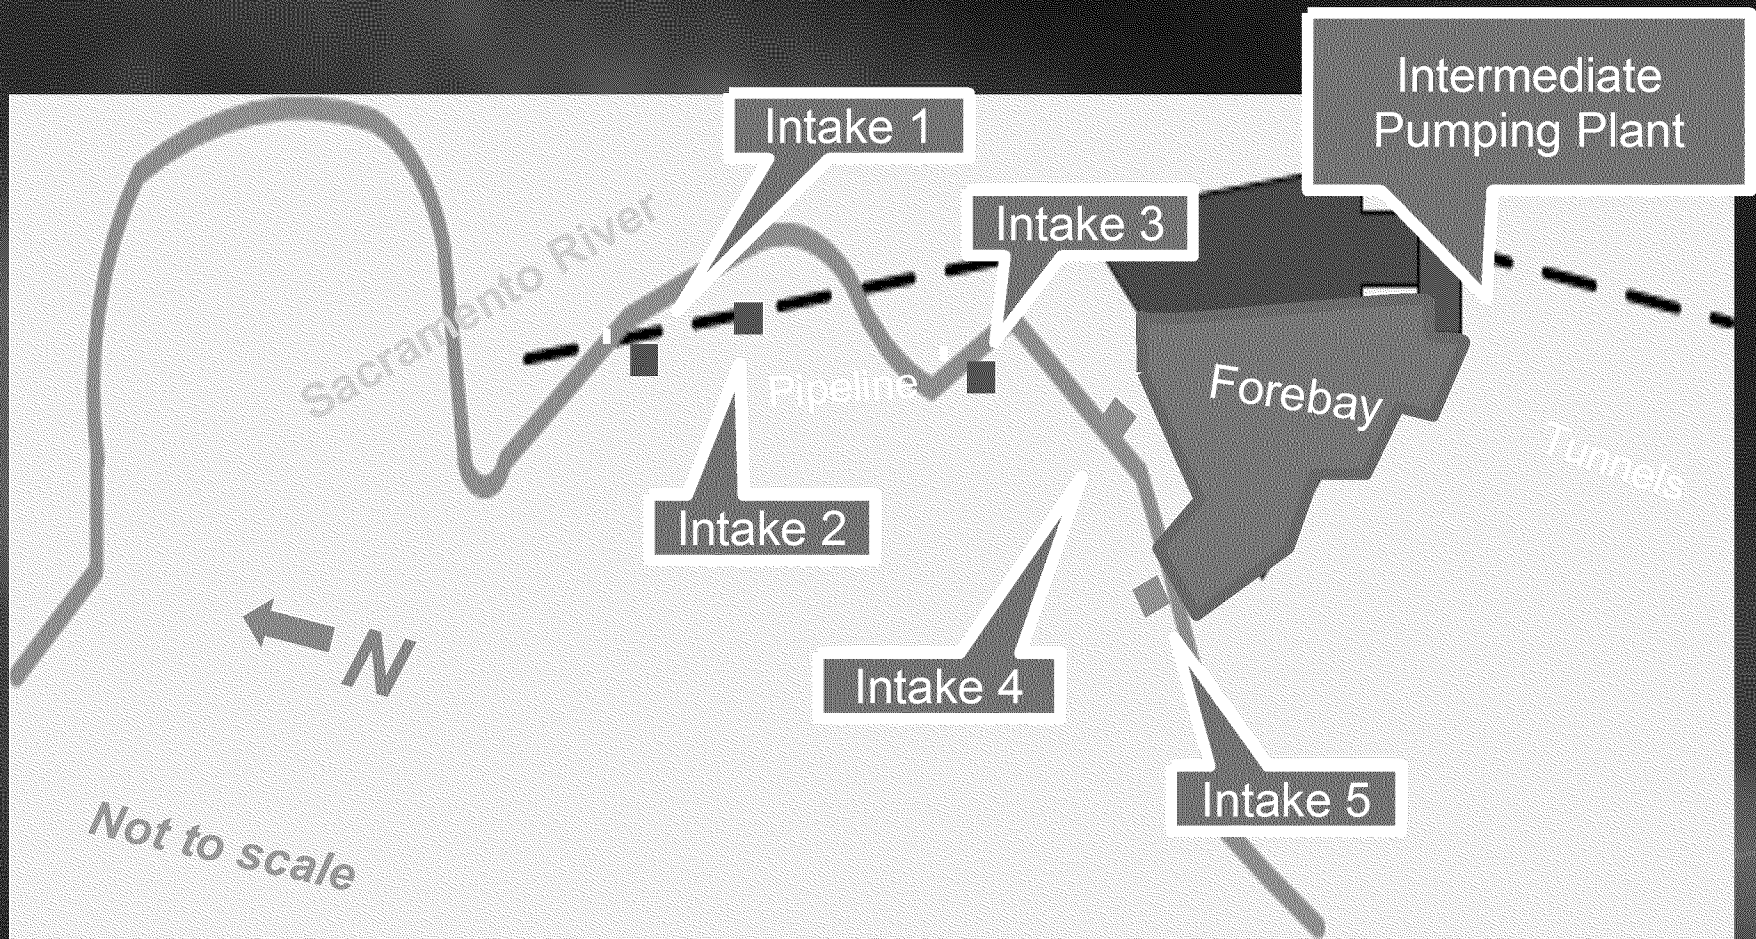 Intermediate
Pumping Plant
Intake 1
Intake 3
Sacramento River
Pipeline
Forebay
Tunnels
Intake 2
N
Intake 4
Intake 5
Not to scale